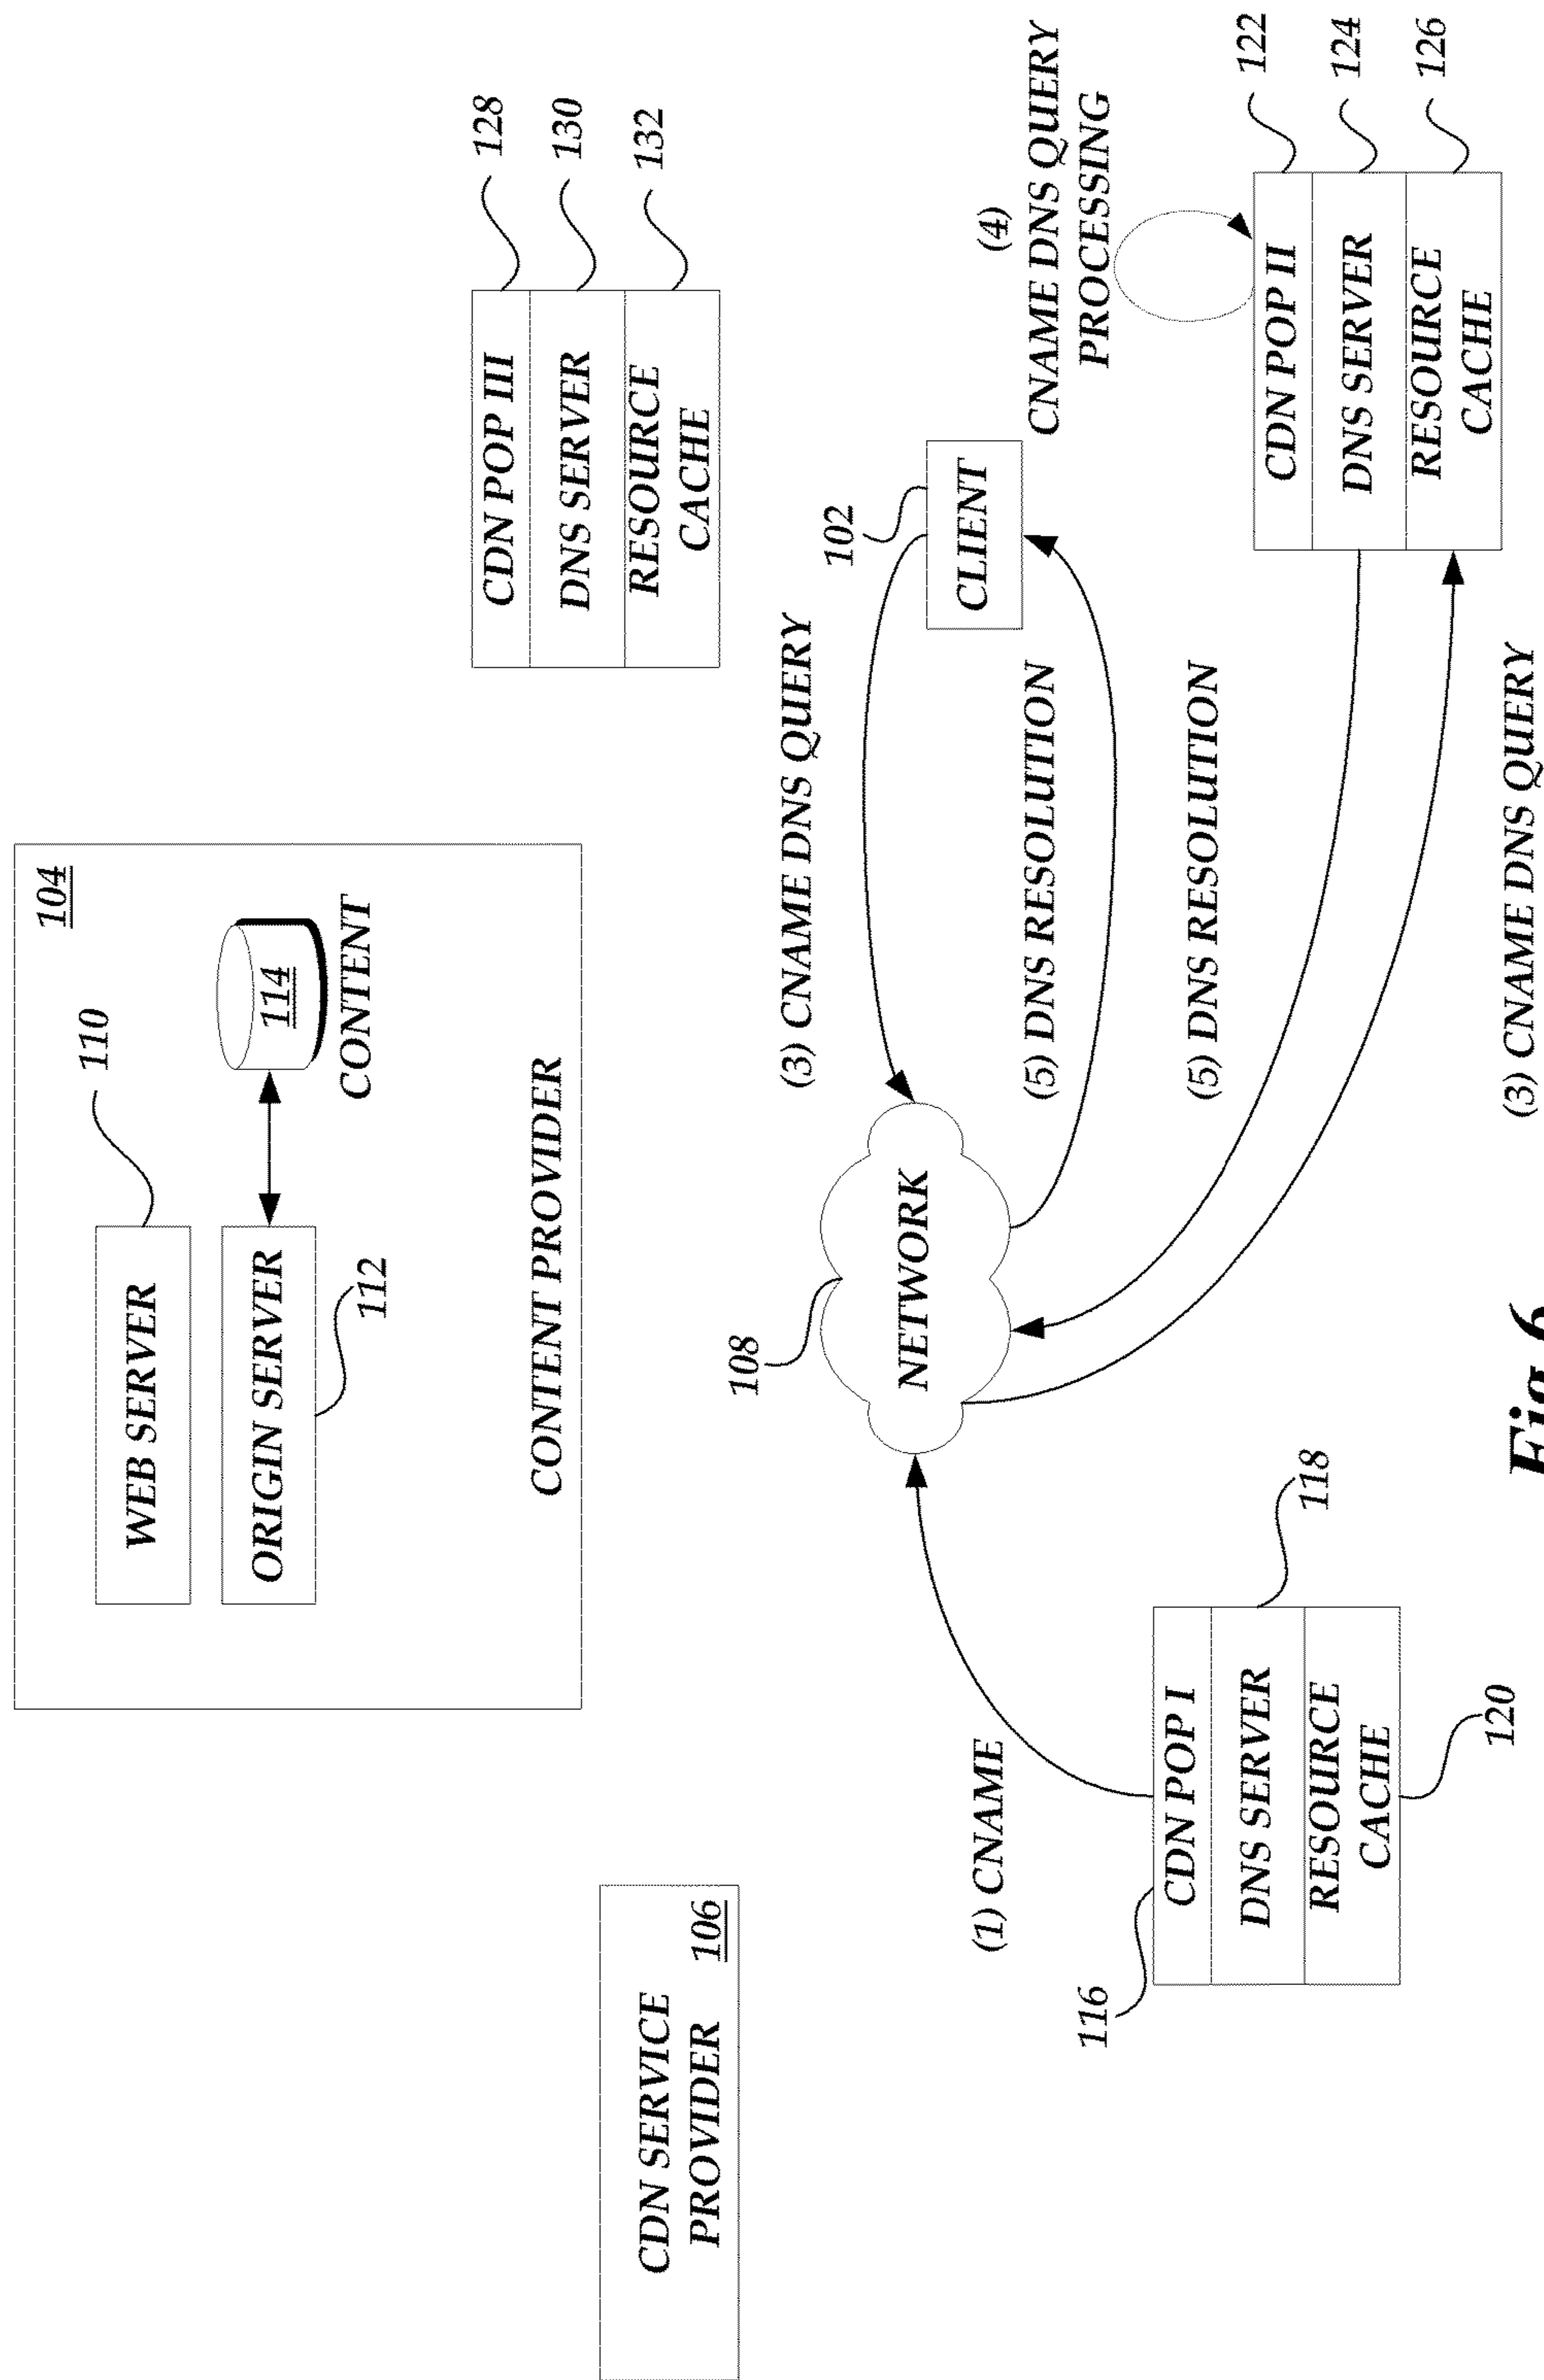 104
WEB SERVER
110
ORIGIN SERVER
112
114
CONTENT
CONTENT PROVIDER
CDN SERVICE
PROVIDER
106
CDN POP III
128
DNS SERVER
130
RESOURCE
CACHE
132
108
NETWORK
(3) CNAME DNS QUERY
102
CLIENT
(5) DNS RESOLUTION
(5) DNS RESOLUTION
(3) CNAME DNS QUERY
(4)
CNAME DNS QUERY
PROCESSING
(1) CNAME
116
CDN POP I
DNS SERVER
118
RESOURCE
CACHE
120
CDN POP II
122
DNS SERVER
124
RESOURCE
CACHE
126
Fig.6.